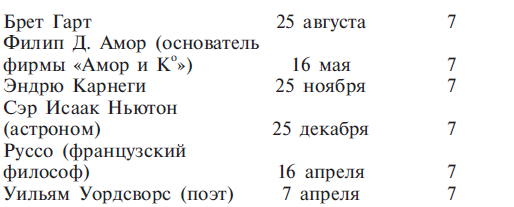 Брет Гарт 25 августа 7
Филип Д. Амор (основатель
фирмы «Амор и Kº») 16 мая 7
Эндрю Карнеги 25 ноября 7
Сэр Исаак Ньютон
(астроном) 25 декабря 7
Руссо (французский
философ) 16 апреля 7
Уильям Уордсворс (поэт) 7 апреля 7